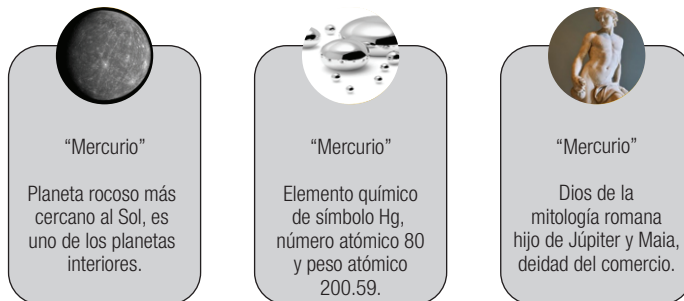 “Mercurio”
Planeta rocoso más
cercano al Sol, es
uno de los planetas
interiores.
“Mercurio”
Elemento químico
de símbolo Hg,
número atómico 80
y peso atómico
200.59.
“Mercurio”
Dios de la
mitología romana
hijo de Júpiter y Maia,
deidad del comercio.